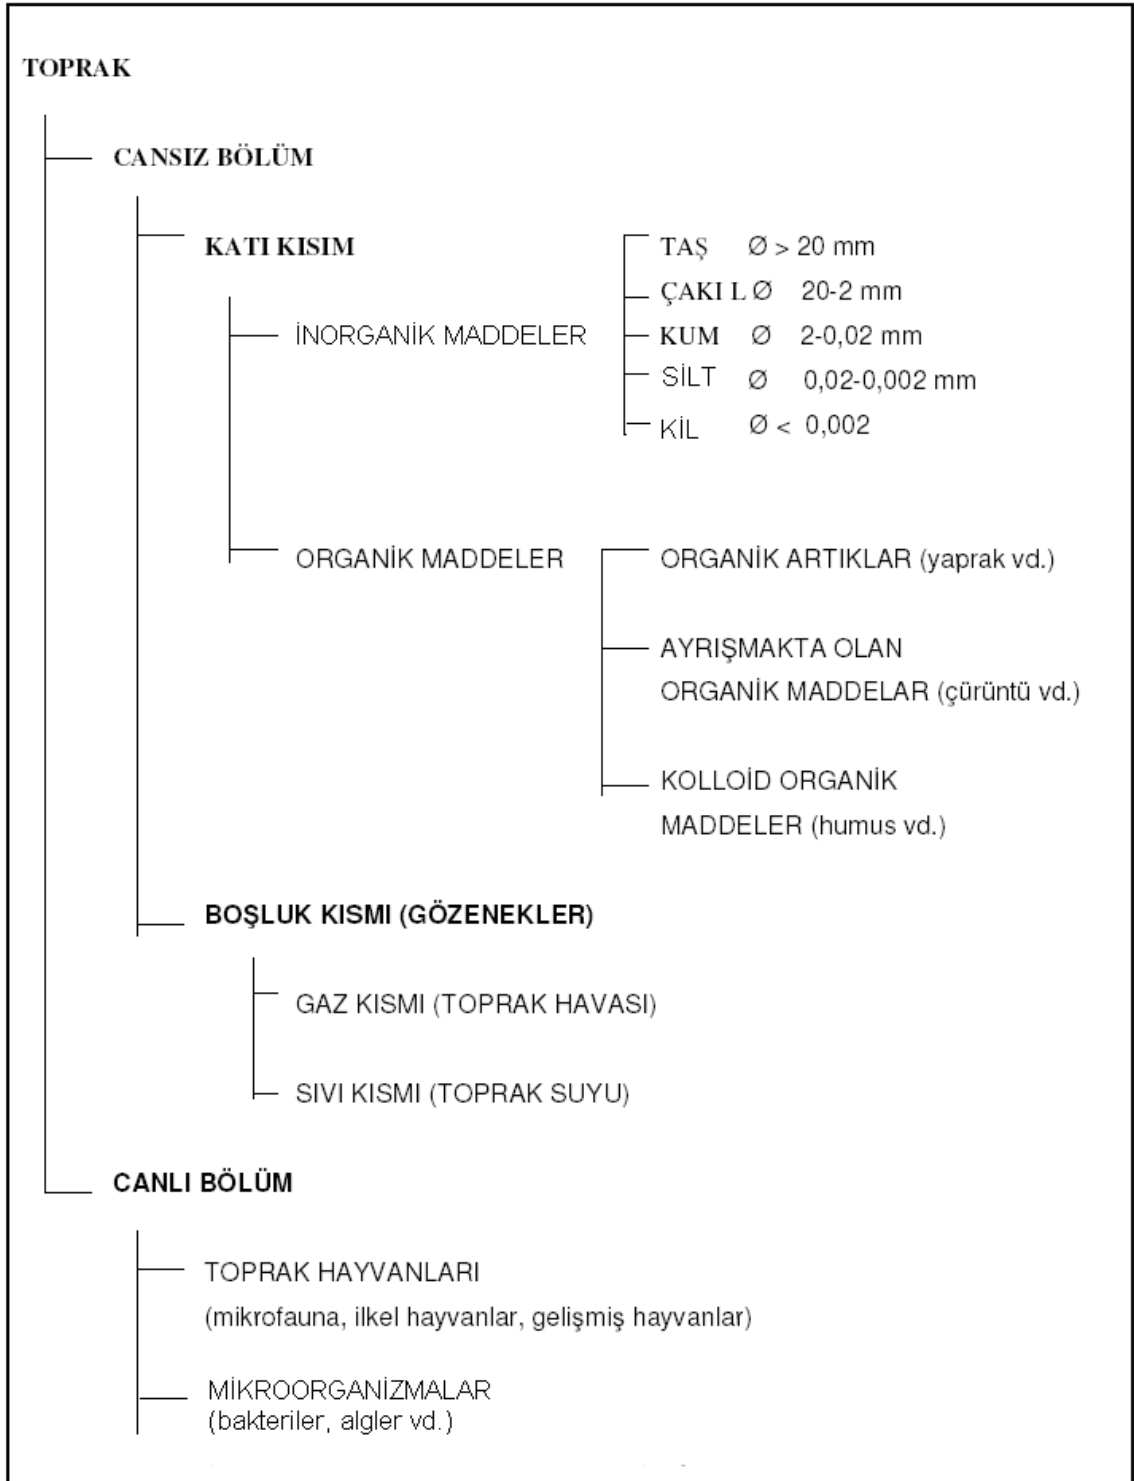 TOPRAK
CANSIZ BÖLÜM
KATI KISIM
TAŞ Ø > 20 mm
ÇAKI L Ø 20-2 mm
İNORGANİK MADDELER
KUM Ø 2-0,02 mm
SİLT Ø 0,02-0,002 mm
KİL Ø < 0,002
ORGANİK MADDELER
ORGANİK ARTIKLAR (yaprak vd.)
AYRIŞMAKTA OLAN
ORGANİK MADDELAR (çürüntü vd.)
KOLLOİD ORGANİK
MADDELER (humus vd.)
BOŞLUK KISMI (GÖZENEKLER)
GAZ KISMI (TOPRAK HAVASI)
SIVI KISMI (TOPRAK SUYU)
CANLI BÖLÜM
TOPRAK HAYVANLARI
(mikrofauna, ilkel hayvanlar, gelişmiş hayvanlar)
MİKROORGANİZMALAR
(bakteriler, algler vd.)